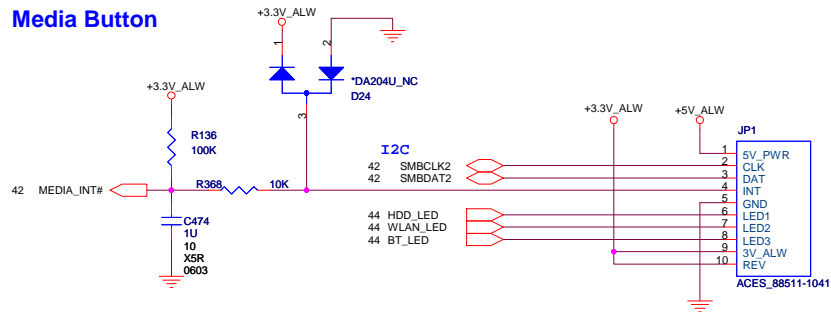 Media Button
+3.3V_ALW
1
2
*DA204U_NC
D24
3
+3.3V_ALW
R136
100K
42 MEDIA_INT#
R368
10K
C474
1U
10
X5R
0603
I2C
42 SMBCLK2
42 SMBDAT2
44 HDD_LED
44 WLAN_LED
44 BT_LED
+3.3V_ALW
+5V_ALW
JP1
1 5V_PWR
2 CLK
3 DAT
4 INT
5 GND
6 LED1
7 LED2
8 LED3
9 3V_ALW
10 REV
ACES_88511-1041